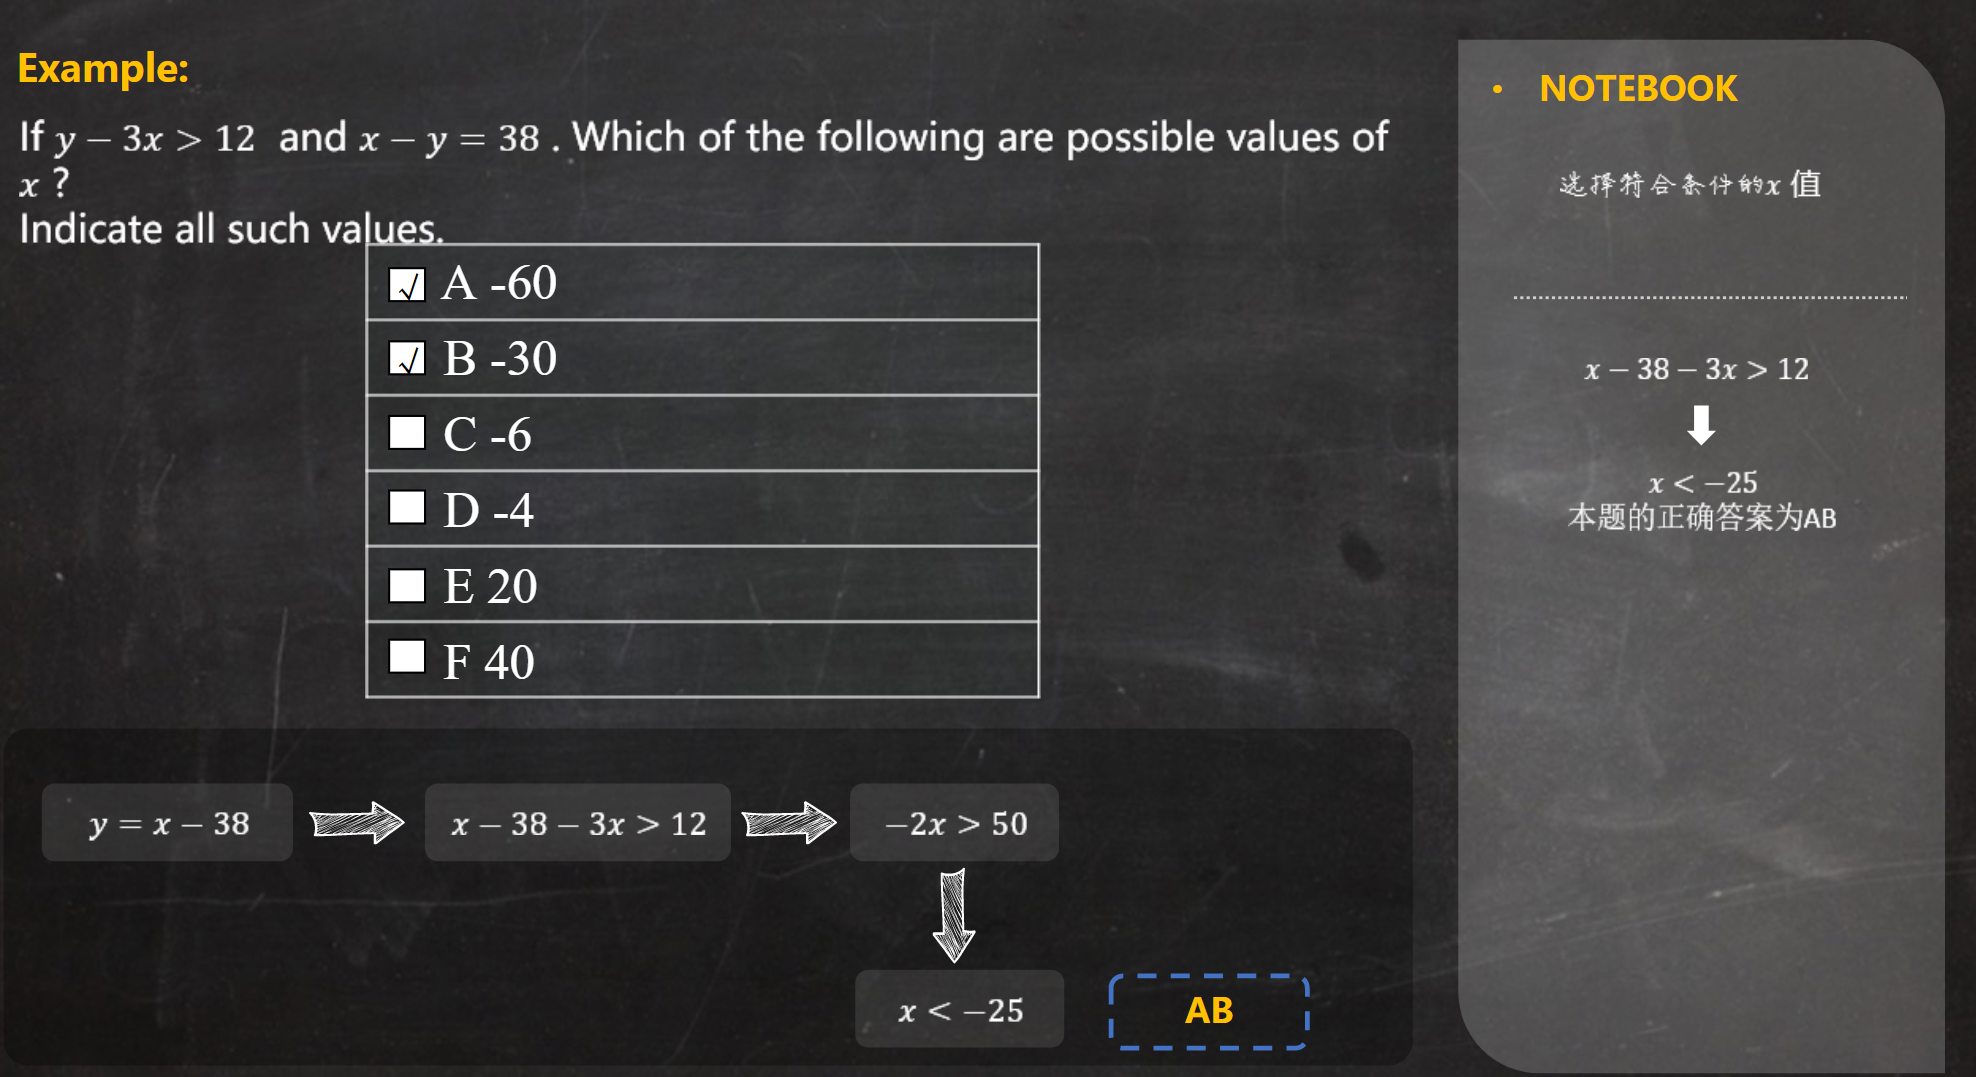 Example:
If y − 3x > 12 and x − y = 38 . Which of the following are possible values of
x ?
Indicate all such values.
√ A -60
√ B -30
C -6
D -4
E 20
F 40
y = x − 38
x − 38 − 3x > 12
−2x > 50
x < −25
AB
• NOTEBOOK
选择符合条件的x 值
x − 38 − 3x > 12
x < −25
本题的正确答案为AB